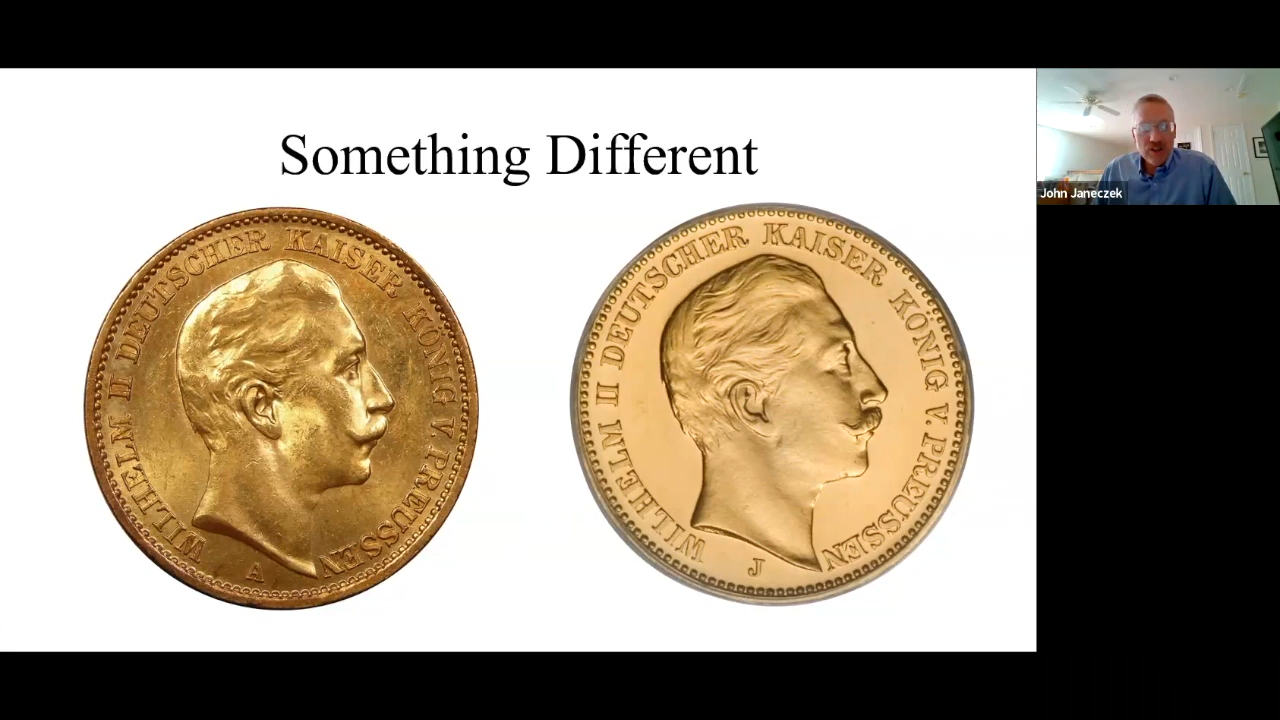 Something Different
WILHELM II DEUTSCHER KAISER KÖNIG V. PREUSSEN
A
WILHELM II DEUTSCHER KAISER KÖNIG V. PREUSSEN
J
John Janeczek